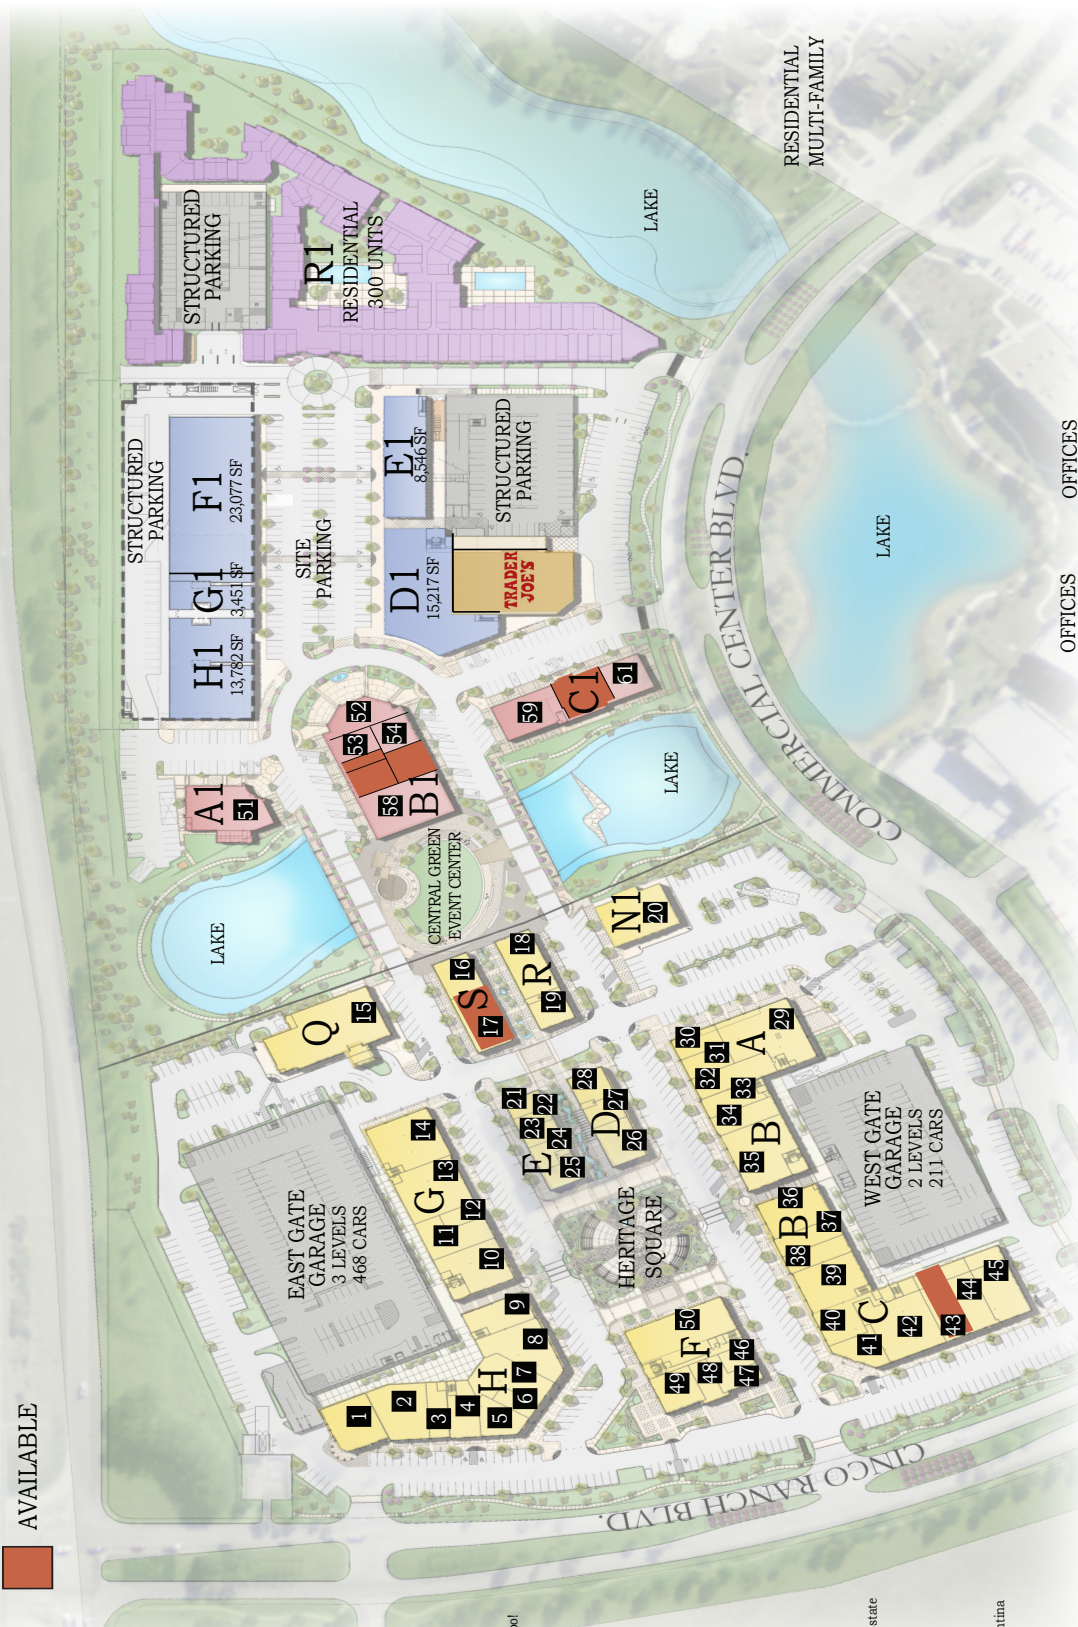 AVAILABLE
RESIDENTIAL
MULTI-FAMILY
LAKE
STRUCTURED
PARKING
R1
RESIDENTIAL
300 UNITS
STRUCTURED
PARKING
F1
23,077 SF
G1
3,451 SF
H1
13,782 SF
SITE
PARKING
E1
8,546 SF
STRUCTURED
PARKING
D1
15,217 SF
TRADER
JOE'S
COMMERCIAL CENTER BLVD.
LAKE
OFFICES
OFFICES
A1
51
52
53
54
58
B1
59
C1
61
LAKE
LAKE
CENTRAL GREEN
EVENT CENTER
Q
15
16
S
17
18
R
19
N1
20
EAST GATE
GARAGE
3 LEVELS
468 CARS
14
13
G
12
11
10
9
8
H
7
6
5
4
3
2
1
21
22
23
24
E
25
28
27
D
26
HERITAGE
SQUARE
50
F
49
48
46
47
30
29
31
A
32
33
34
B
35
WEST GATE
GARAGE
2 LEVELS
211 CARS
36
B
37
38
39
40
C
41
42
43
44
45
CINCO RANCH BLVD.
oo!
state
ntina